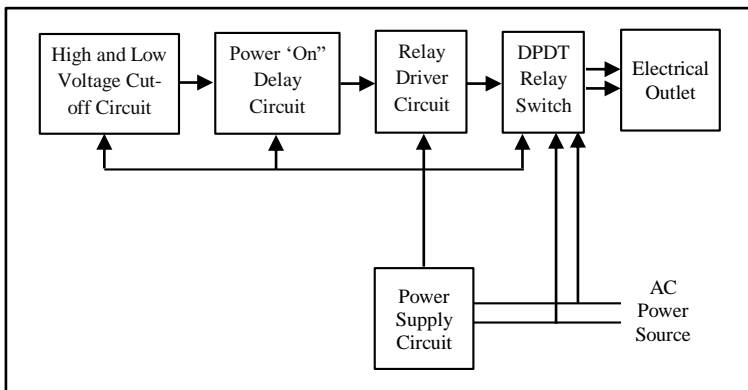 High and Low
Voltage Cut-
off Circuit
Power ‘On”
Delay
Circuit
Relay
Driver
Circuit
DPDT
Relay
Switch
Electrical
Outlet
Power
Supply
Circuit
AC
Power
Source